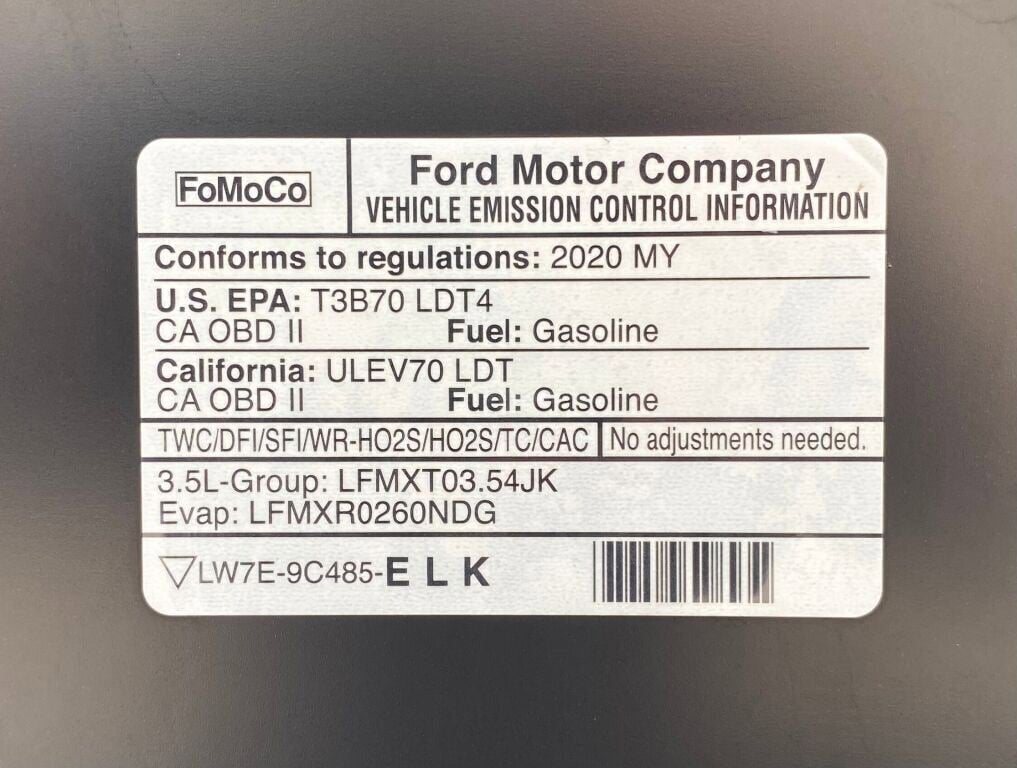 FoMoCo
Ford Motor Company
VEHICLE EMISSION CONTROL INFORMATION
Conforms to regulations: 2020 MY
U.S. EPA: T3B70 LDT4
CA OBD II Fuel: Gasoline
California: ULEV70 LDT
CA OBD II Fuel: Gasoline
TWC/DFI/SFI/WR-HO2S/HO2S/TC/CAC No adjustments needed.
3.5L-Group: LFMXT03.54JK
Evap: LFMXR0260NDG
▽LW7E-9C485-E L K